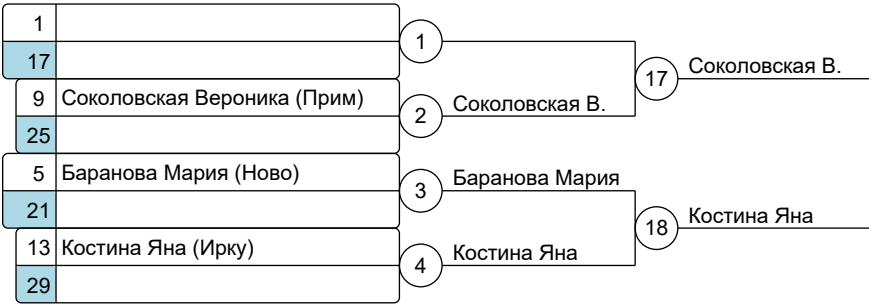 1
17
1
9 Соколовская Вероника (Прим)
25
2
Соколовская В.
17
Соколовская В.
5 Баранова Мария (Ново)
21
3
Баранова Мария
13 Костина Яна (Ирку)
29
4
Костина Яна
18
Костина Яна